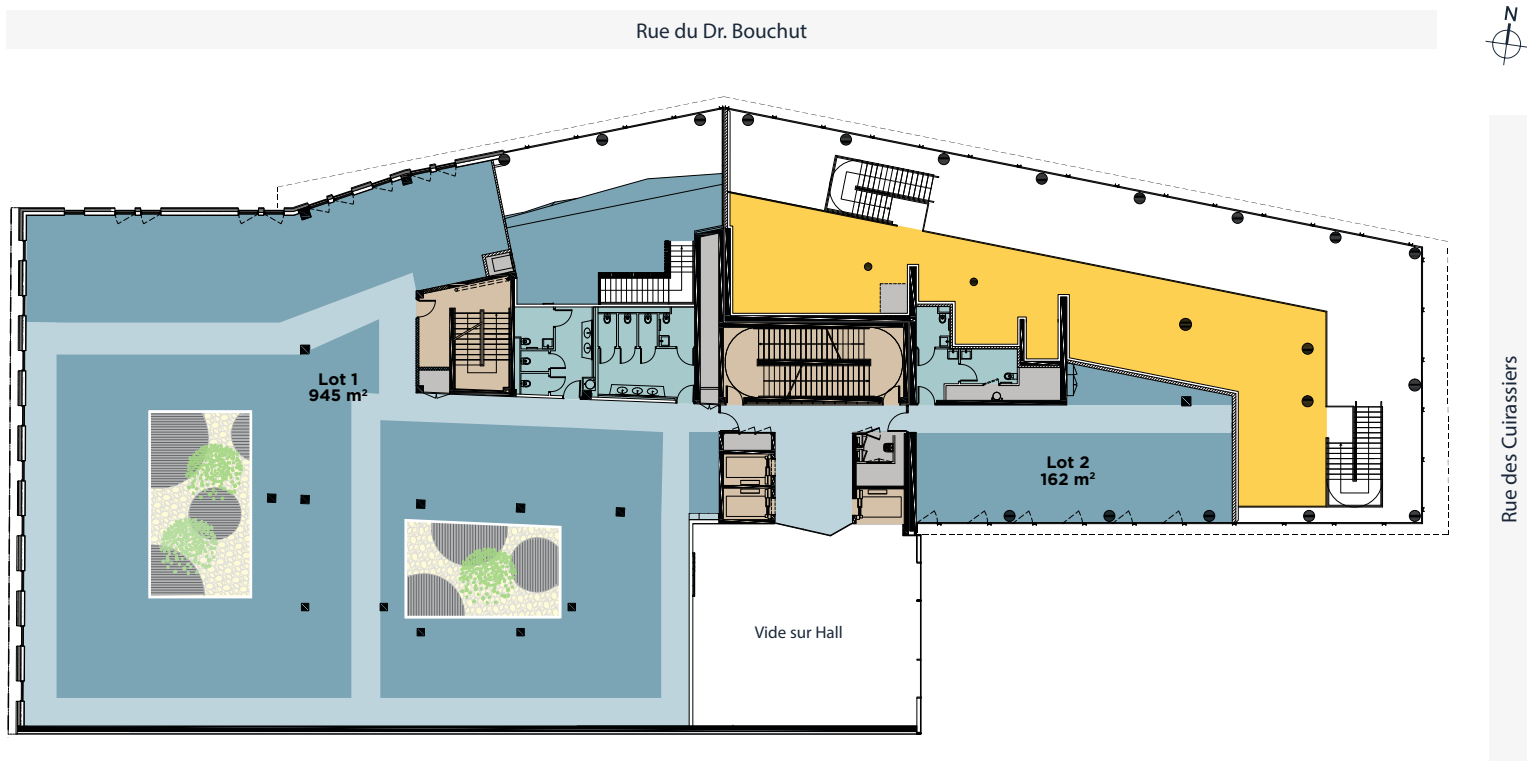 Rue du Dr. Bouchut
N
Lot 1
945 m²
Lot 2
162 m²
Rue des Cuirassiers
Vide sur Hall